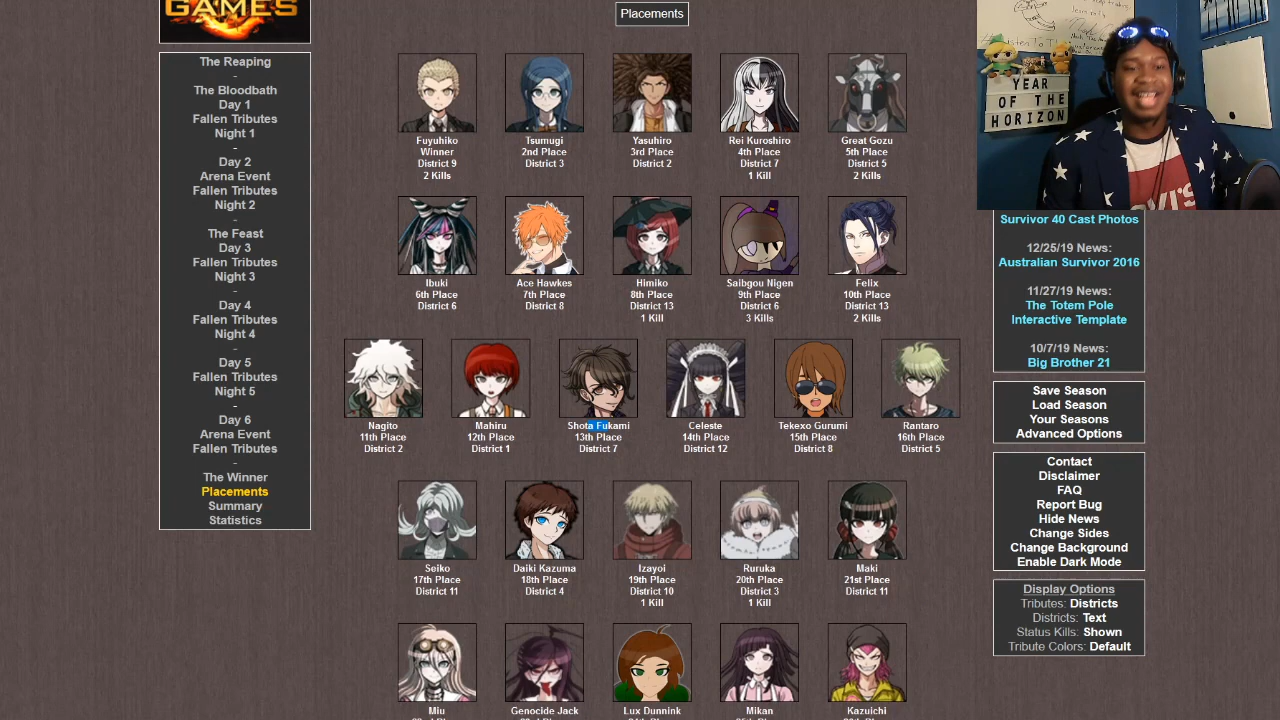 GAMES
Placements
The Reaping
-
The Bloodbath
Day 1
Fallen Tributes
Night 1
-
Day 2
Arena Event
Fallen Tributes
Night 2
-
The Feast
Day 3
Fallen Tributes
Night 3
-
Day 4
Fallen Tributes
Night 4
-
Day 5
Fallen Tributes
Night 5
-
Day 6
Arena Event
Fallen Tributes
-
The Winner
Placements
Summary
Statistics
Fuyuhiko
Winner
District 9
2 Kills
Tsumugi
2nd Place
District 3
Yasuhiro
3rd Place
District 2
Rei Kuroshiro
4th Place
District 7
1 Kill
Great Gozu
5th Place
District 5
2 Kills
Ibuki
6th Place
District 6
Ace Hawkes
7th Place
District 8
Himiko
8th Place
District 13
1 Kill
Saibgou Nigen
9th Place
District 6
3 Kills
Felix
10th Place
District 13
2 Kills
Nagito
11th Place
District 2
Mahiru
12th Place
District 1
Shota Fukami
13th Place
District 7
Celeste
14th Place
District 12
Tekexo Gurumi
15th Place
District 8
Rantaro
16th Place
District 5
Seiko
17th Place
District 11
Daiki Kazuma
18th Place
District 4
Izayoi
19th Place
District 10
1 Kill
Ruruka
20th Place
District 3
1 Kill
Maki
21st Place
District 11
Miu
Genocide Jack
Lux Dunnink
Mikan
Kazuichi
YEAR
OF THE
HORIZON
Survivor 40 Cast Photos
12/25/19 News:
Australian Survivor 2016
11/27/19 News:
The Totem Pole
Interactive Template
10/7/19 News:
Big Brother 21
Save Season
Load Season
Your Seasons
Advanced Options
Contact
Disclaimer
FAQ
Report Bug
Hide News
Change Sides
Change Background
Enable Dark Mode
Display Options
Tributes: Districts
Districts: Text
Status Kills: Shown
Tribute Colors: Default